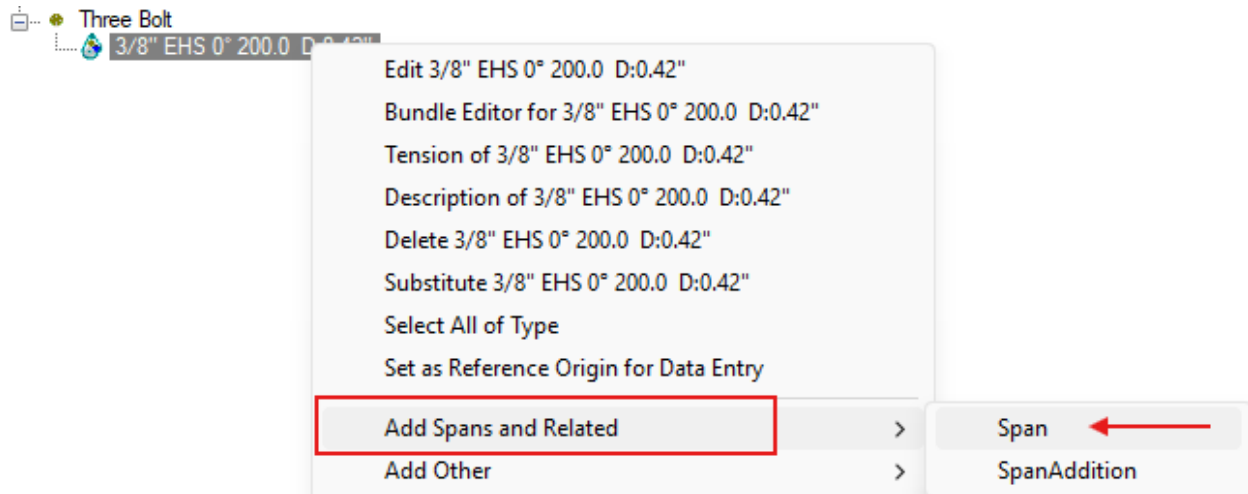 Three Bolt
3/8" EHS 0° 200.0 D:0.42"
Edit 3/8" EHS 0° 200.0 D:0.42"
Bundle Editor for 3/8" EHS 0° 200.0 D:0.42"
Tension of 3/8" EHS 0° 200.0 D:0.42"
Description of 3/8" EHS 0° 200.0 D:0.42"
Delete 3/8" EHS 0° 200.0 D:0.42"
Substitute 3/8" EHS 0° 200.0 D:0.42"
Select All of Type
Set as Reference Origin for Data Entry
Add Spans and Related
Span
Add Other
SpanAddition